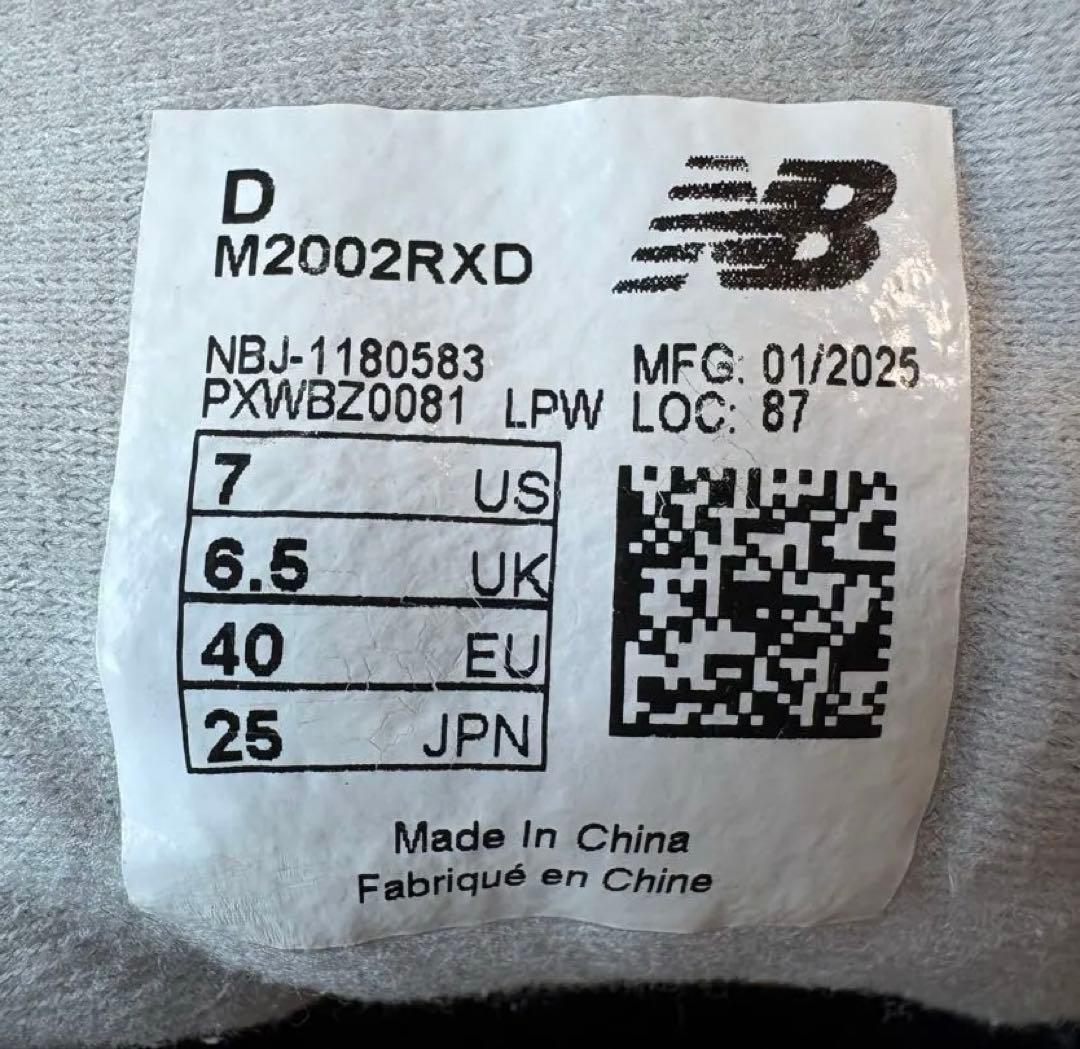 D
M2002RXD
NB
NBJ-1180583 MFG: 01/2025
PXWBZ0081 LPW LOC: 87
7 US
6.5 UK
40 EU
25 JPN
Made In China
Fabriqué en Chine